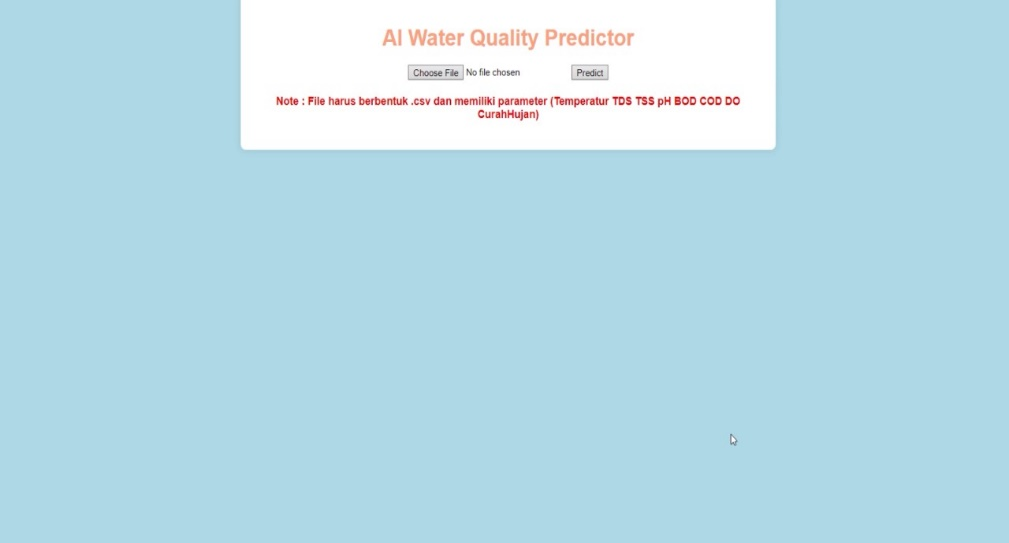 AI Water Quality Predictor
Choose File No file chosen Predict
Note : File harus berbentuk .csv dan memiliki parameter (Temperatur TDS TSS pH BOD COD DO
CurahHujan)